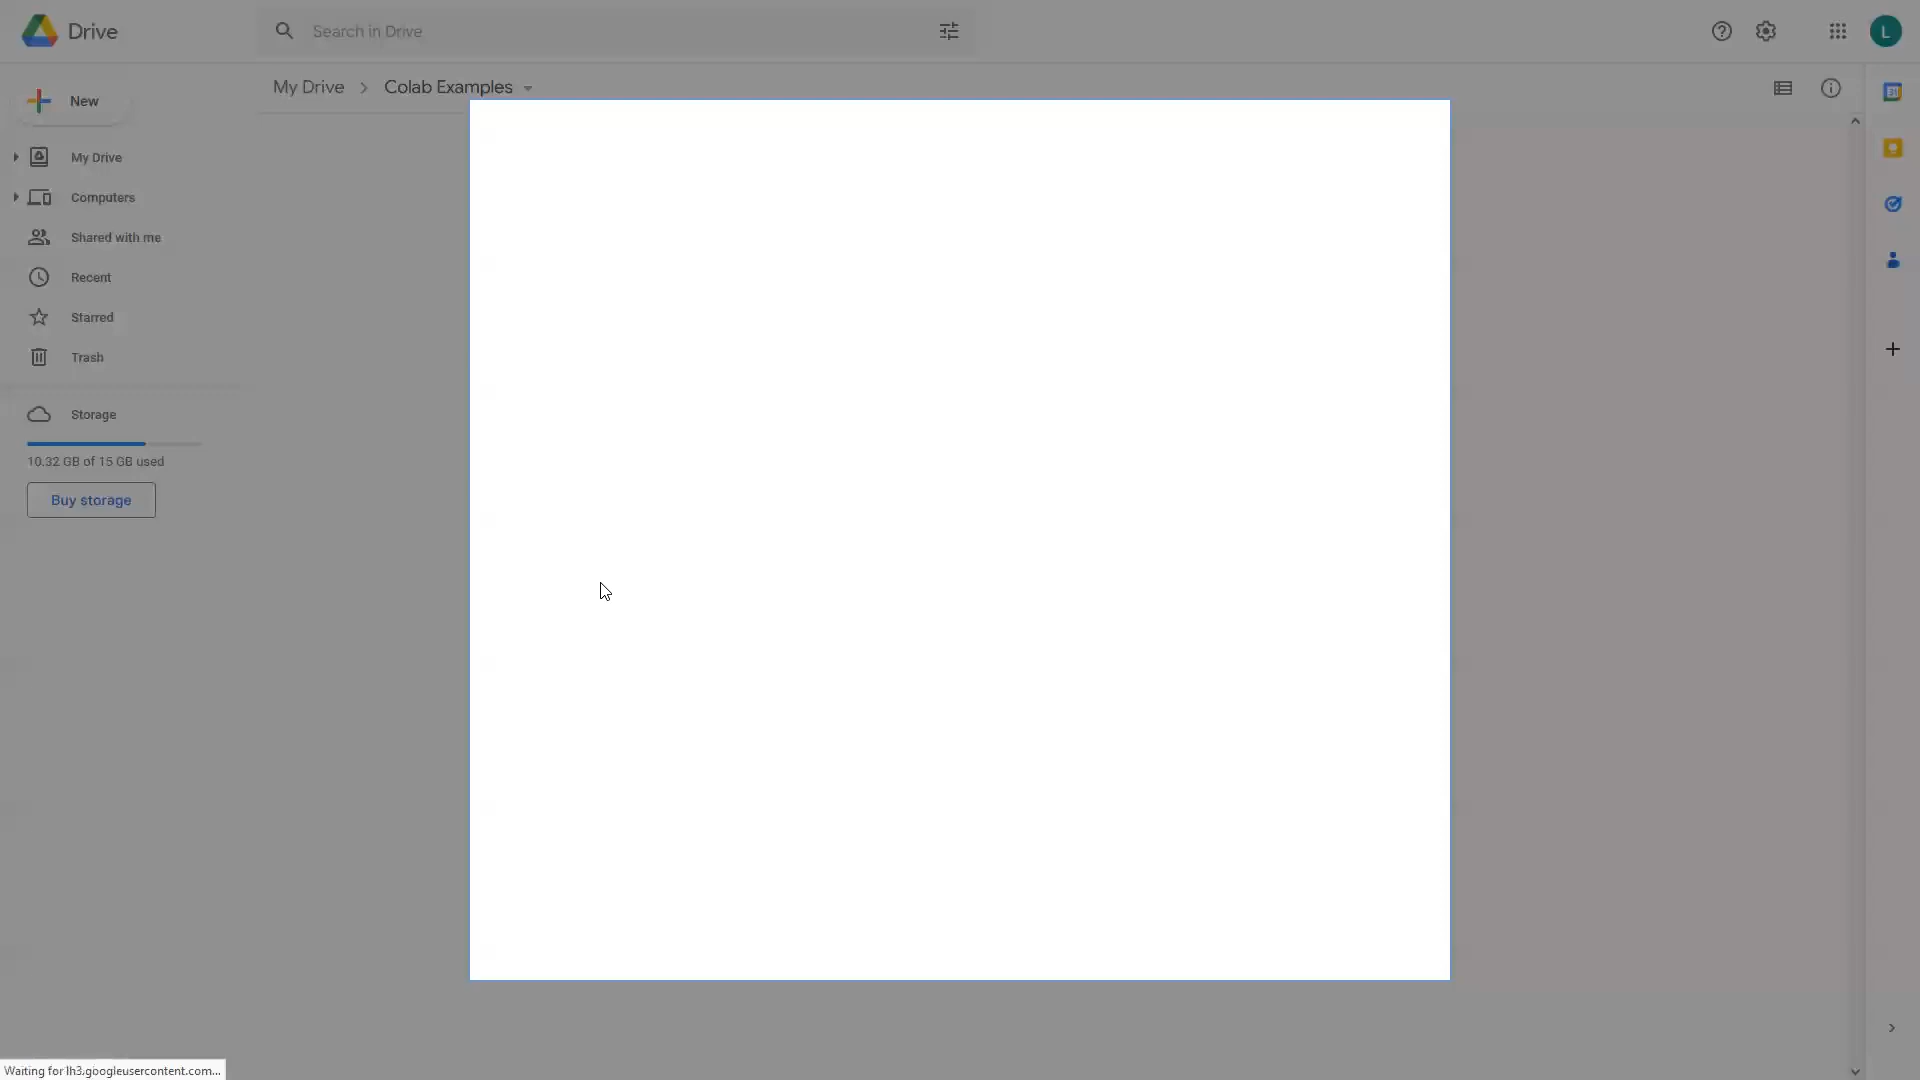 Drive
Search in Drive
L
New
My Drive > Colab Examples
31
My Drive
Computers
Shared with me
Recent
Starred
Trash
Storage
10.32 GB of 15 GB used
Buy storage
Waiting for lh3.googleusercontent.com...